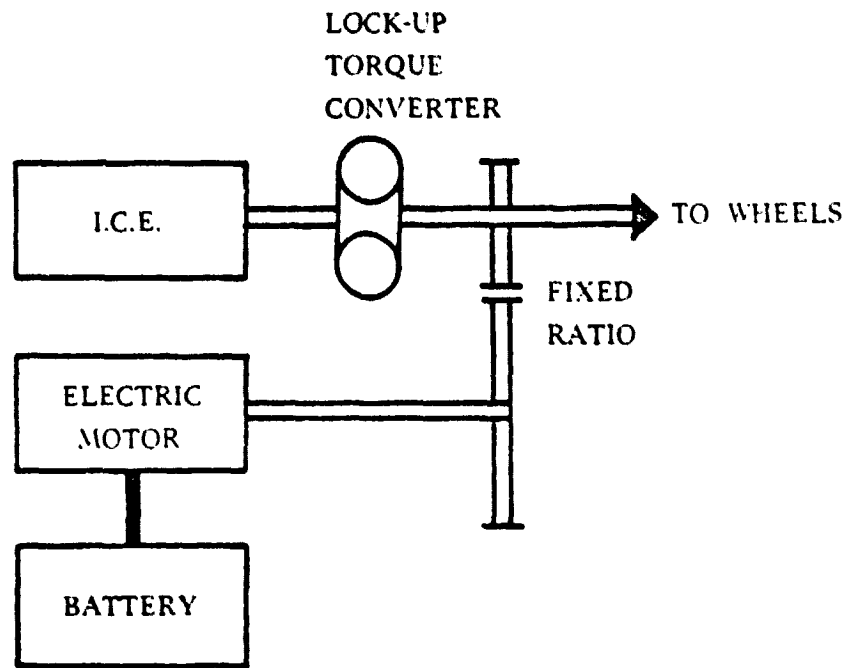 LOCK-UP
TORQUE
CONVERTER
I.C.E.
TO WHEELS
FIXED
RATIO
ELECTRIC
MOTOR
BATTERY